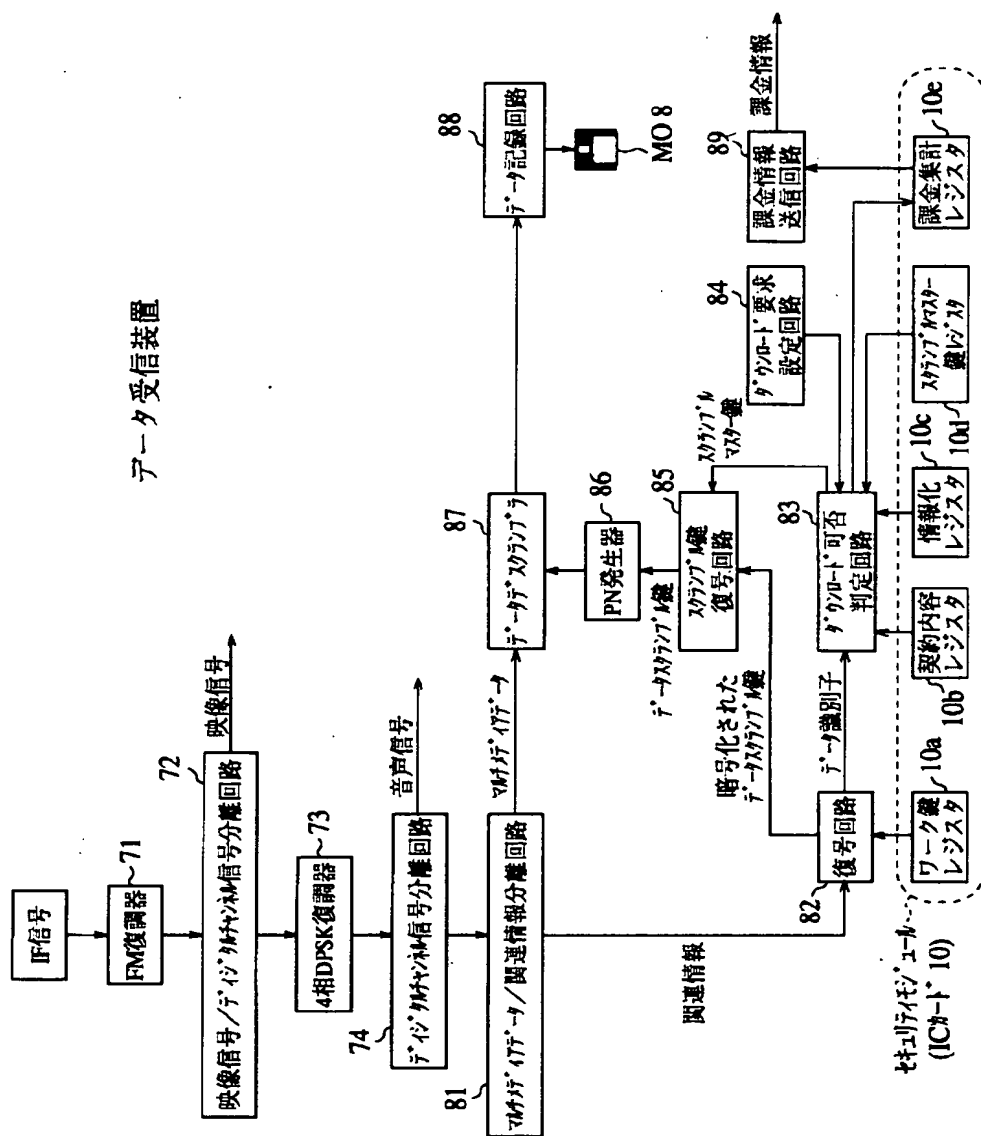 データ受信装置
IF信号
FM復調器
71
映像信号/ディジタルチャンネル信号分離回路
72
映像信号
4相DPSK復調器
73
ディジタルチャンネル信号分離回路
74
音声信号
マルチメディアデータ/関連情報分離回路
81
マルチメディアデータ
関連情報
データデスクランブラ
87
データ記録回路
88
MO 8
PN発生器
86
データスクランブル鍵
スクランブル鍵
復号回路
85
スクランブル
マスター鍵
暗号化された
データスクランブル鍵
復号回路
82
データ識別子
ダウンロード可否
判定回路
83
ダウンロード要求
設定回路
84
課金情報
送信回路
89
課金情報
ワーク鍵
レジスタ
10a
契約内容
レジスタ
10b
情報化
レジスタ
10c
スクランブルマスター
鍵レジスタ
10d
課金集計
レジスタ
10e
セキュリティモジュール
(ICカード10)